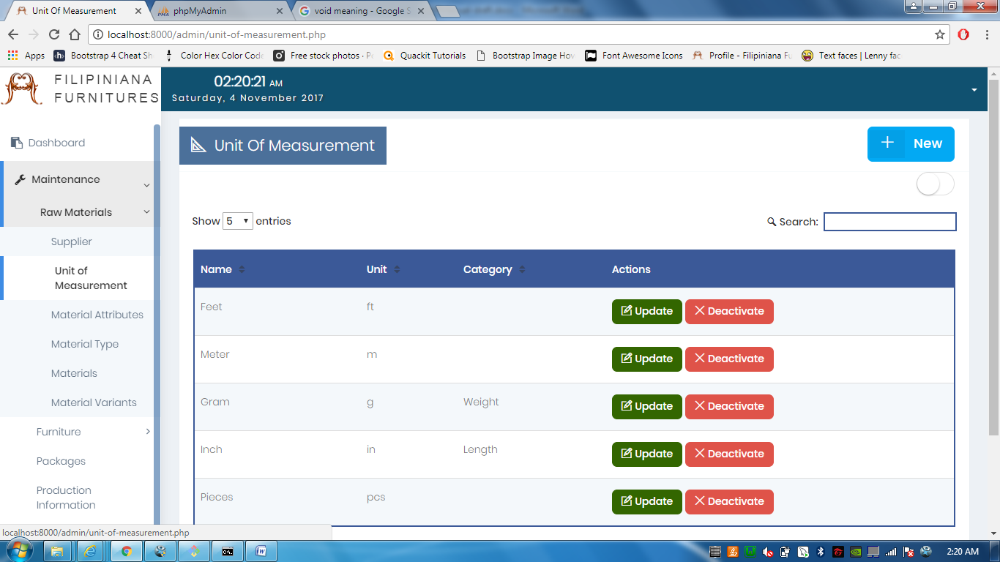 Unit Of Measurement
phpMyAdmin
void meaning - Google S
localhost:8000/admin/unit-of-measurement.php
Apps
Bootstrap 4 Cheat Sh
Color Hex Color Code
Free stock photos · Pe
Quackit Tutorials
Bootstrap Image Hov
Font Awesome Icons
Profile - Filipiniana Fu
Text faces | Lenny fac
FILIPINIANA
FURNITURES
02:20:21 AM
Saturday, 4 November 2017
Dashboard
Maintenance
Raw Materials
Supplier
Unit of
Measurement
Material Attributes
Material Type
Materials
Material Variants
Furniture
Packages
Production
Information
Unit Of Measurement
New
Show 5 entries
Search:
Name Unit Category Actions
Feet ft Update Deactivate
Meter m Update Deactivate
Gram g Weight Update Deactivate
Inch in Length Update Deactivate
Pieces pcs Update Deactivate
localhost:8000/admin/unit-of-measurement.php
2:20 AM